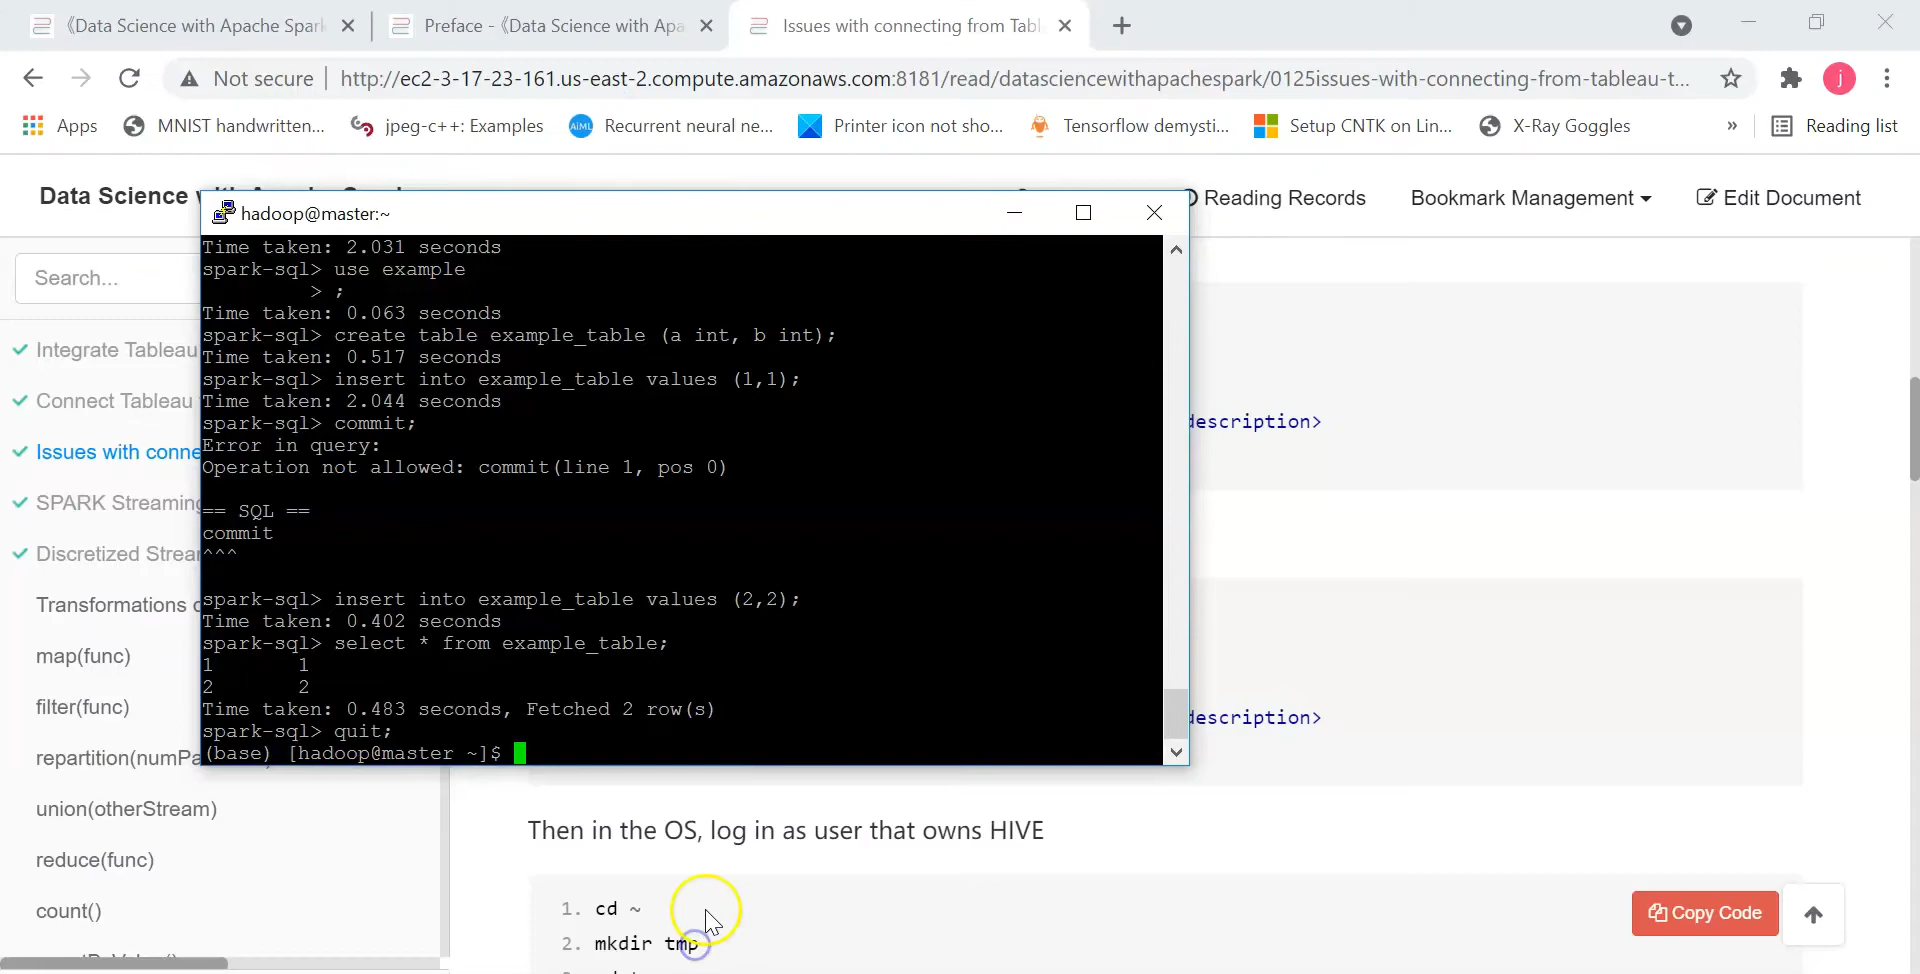 《Data Science with Apache Spark
Preface -《Data Science with Apa
Issues with connecting from Tabl
Not secure
http://ec2-3-17-23-161.us-east-2.compute.amazonaws.com:8181/read/datasciencewithapachespark/0125issues-with-connecting-from-tableau-t...
j
Apps
MNIST handwritten...
jpeg-c++: Examples
AiML
Recurrent neural ne...
Printer icon not sho...
Tensorflow demysti...
Setup CNTK on Lin...
X-Ray Goggles
»
Reading list
Data Science
Reading Records
Bookmark Management
Edit Document
Search...
Integrate Tableau
Connect Tableau
Issues with conne
SPARK Streaming
Discretized Strea
Transformations
map(func)
filter(func)
repartition(numPa
union(otherStream)
reduce(func)
count()
hadoop@master:~
Time taken: 2.031 seconds
spark-sql> use example
> ;
Time taken: 0.063 seconds
spark-sql> create table example_table (a int, b int);
Time taken: 0.517 seconds
spark-sql> insert into example_table values (1,1);
Time taken: 2.044 seconds
spark-sql> commit;
Error in query:
Operation not allowed: commit(line 1, pos 0)
== SQL ==
commit
^^^
spark-sql> insert into example_table values (2,2);
Time taken: 0.402 seconds
spark-sql> select * from example_table;
1 1
2 2
Time taken: 0.483 seconds, Fetched 2 row(s)
spark-sql> quit;
(base) [hadoop@master ~]$
description>
description>
Then in the OS, log in as user that owns HIVE
1. cd ~
2. mkdir tmp
Copy Code